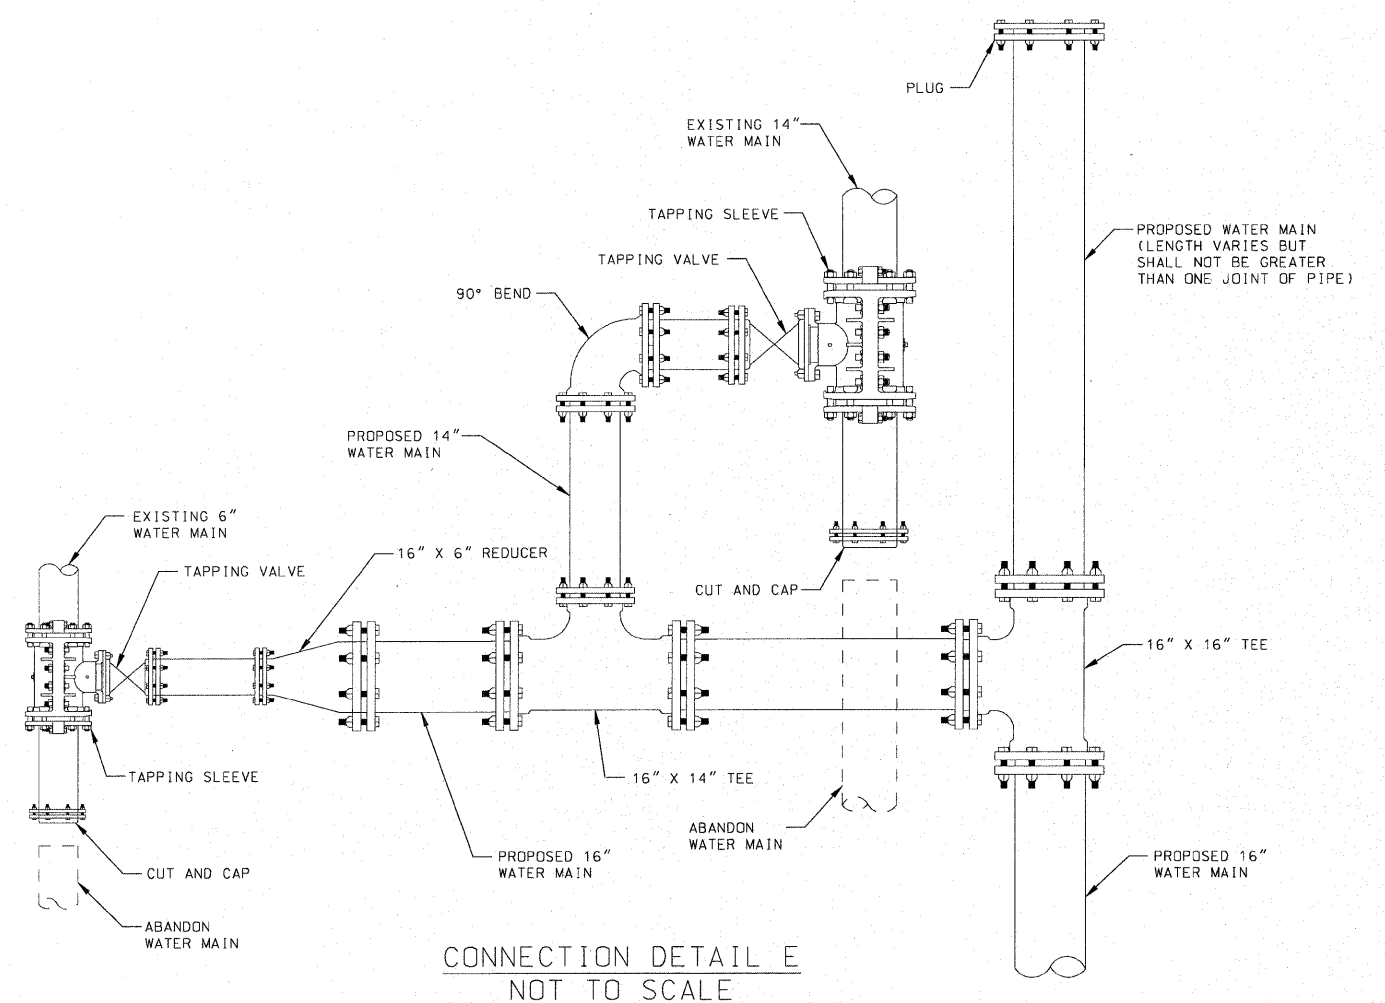 PLUG
EXISTING 14"
WATER MAIN
TAPPING SLEEVE
PROPOSED WATER MAIN
(LENGTH VARIES BUT
SHALL NOT BE GREATER
THAN ONE JOINT OF PIPE)
TAPPING VALVE
90° BEND
PROPOSED 14"
WATER MAIN
EXISTING 6"
WATER MAIN
16" X 6" REDUCER
TAPPING VALVE
CUT AND CAP
16" X 16" TEE
TAPPING SLEEVE
16" X 14" TEE
ABANDON
WATER MAIN
PROPOSED 16"
WATER MAIN
PROPOSED 16"
WATER MAIN
CUT AND CAP
ABANDON
WATER MAIN
CONNECTION DETAIL E
NOT TO SCALE